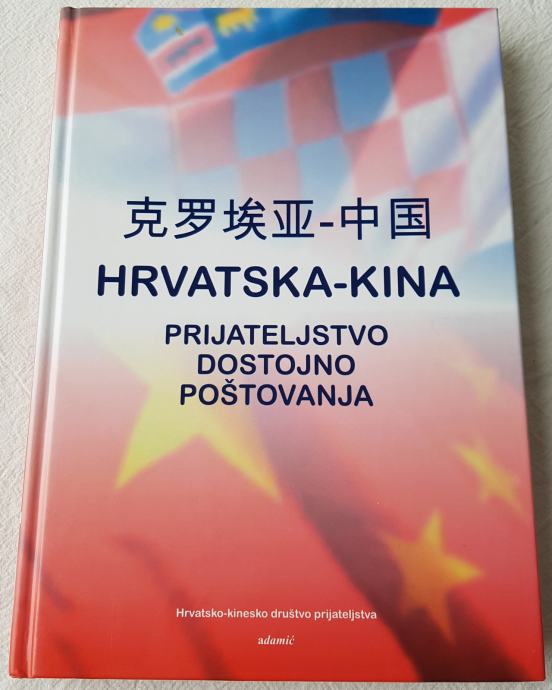 克罗埃亚-中国
HRVATSKA-KINA
PRIJATELJSTVO
DOSTOJNO
POŠTOVANJA
Hrvatsko-kinesko društvo prijateljstva
adamić